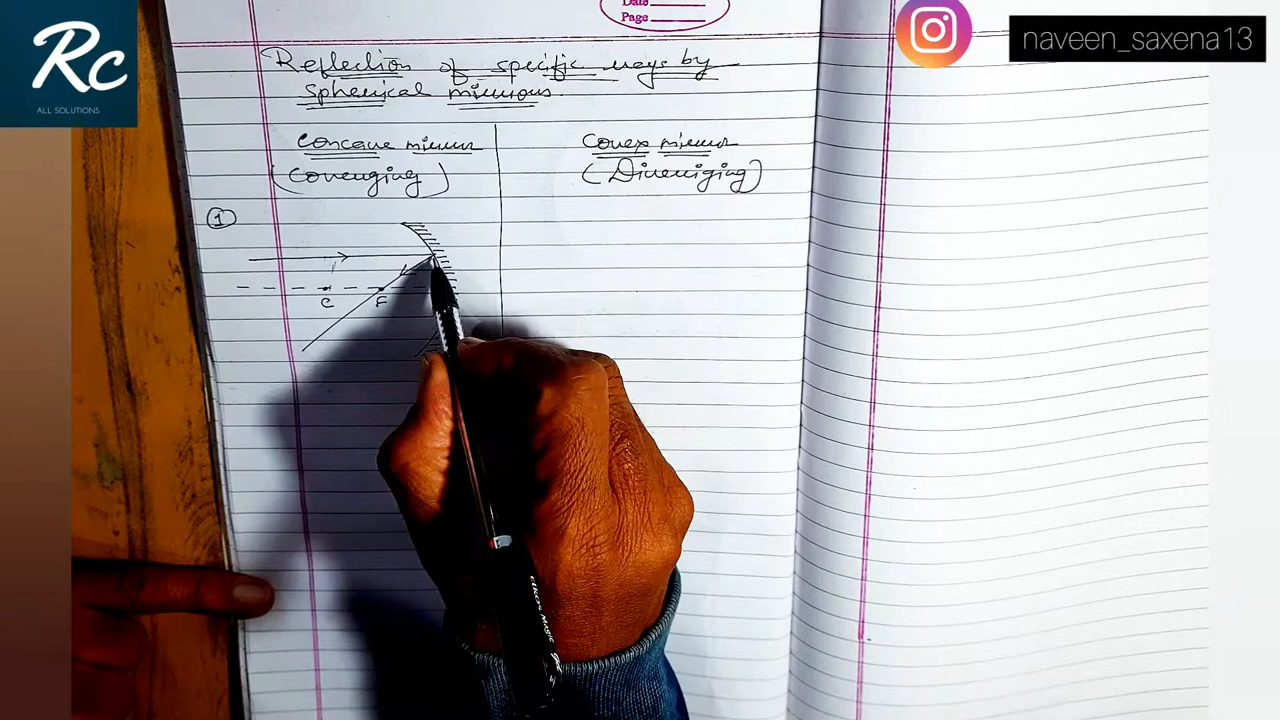 Rc
ALL SOLUTIONS
Date
Page
naveen_saxena13
Reflection of specific rays by
Spherical mirrors.
Concave mirror
(Converging)
Convex mirror
(Diverging)
1
C
F